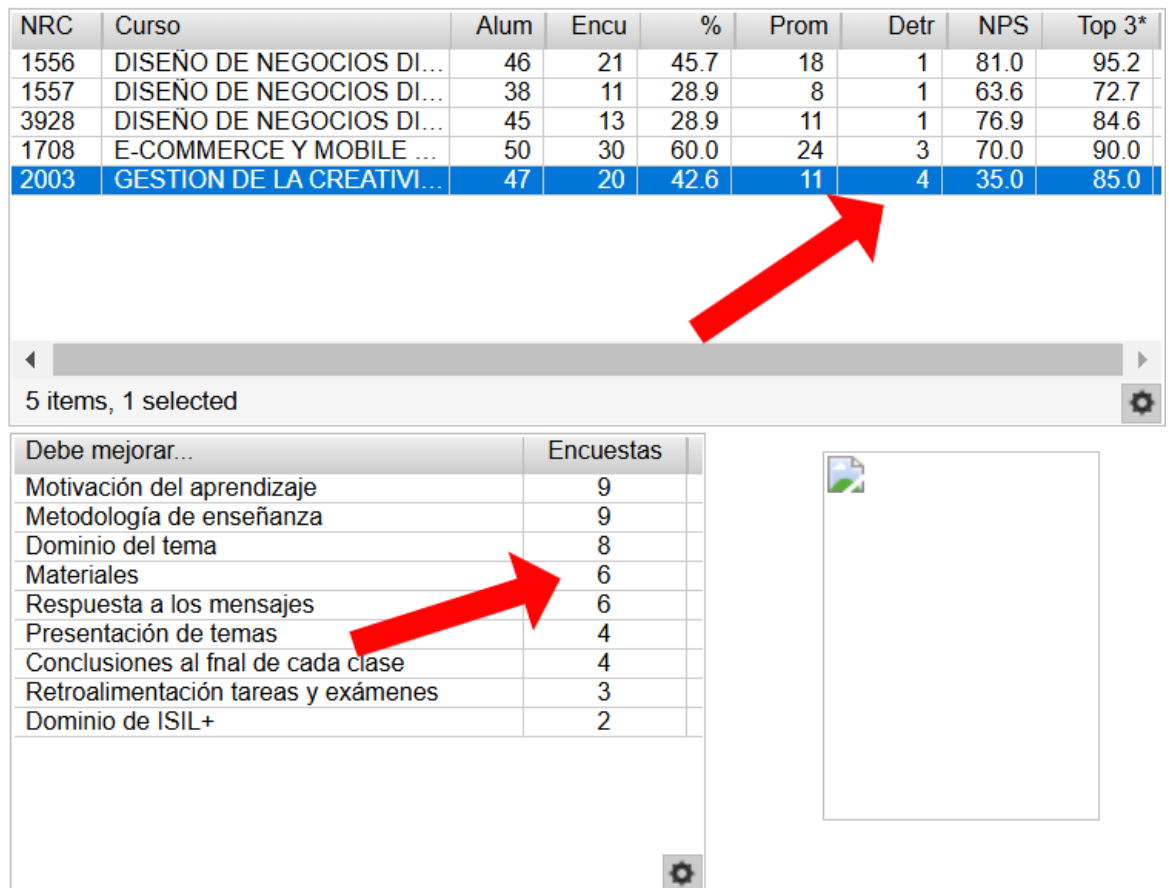 NRC Curso Alum Encu % Prom Detr NPS Top 3*
1556 DISEÑO DE NEGOCIOS DI... 46 21 45.7 18 1 81.0 95.2
1557 DISEÑO DE NEGOCIOS DI... 38 11 28.9 8 1 63.6 72.7
3928 DISEÑO DE NEGOCIOS DI... 45 13 28.9 11 1 76.9 84.6
1708 E-COMMERCE Y MOBILE ... 50 30 60.0 24 3 70.0 90.0
2003 GESTION DE LA CREATIVI... 47 20 42.6 11 4 35.0 85.0
5 items, 1 selected
Debe mejorar... Encuestas
Motivación del aprendizaje 9
Metodología de enseñanza 9
Dominio del tema 8
Materiales 6
Respuesta a los mensajes 6
Presentación de temas 4
Conclusiones al fnal de cada clase 4
Retroalimentación tareas y exámenes 3
Dominio de ISIL+ 2